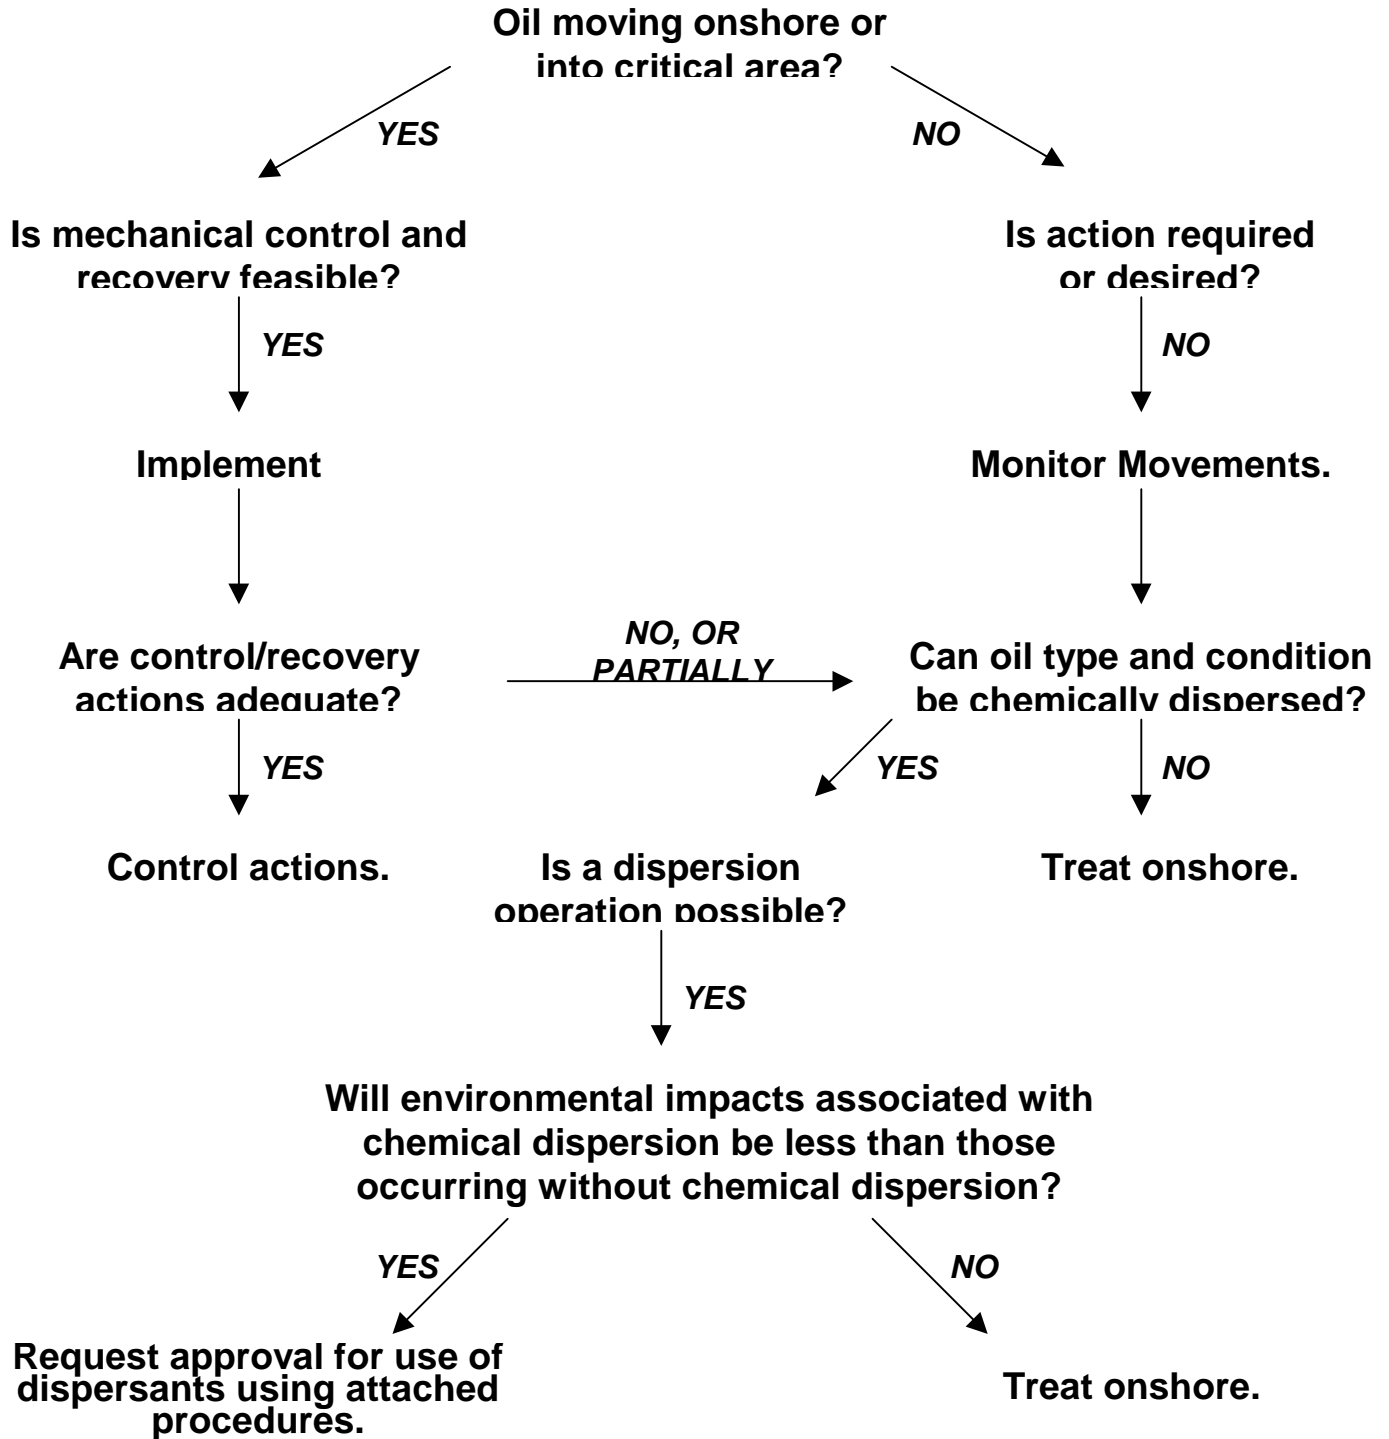 Oil moving onshore or
into critical area?
YES
NO
Is mechanical control and
recovery feasible?
Is action required
or desired?
YES
NO
Implement
Monitor Movements.
Are control/recovery
actions adequate?
NO, OR
PARTIALLY
Can oil type and condition
be chemically dispersed?
YES
YES
NO
Control actions.
Is a dispersion
operation possible?
Treat onshore.
YES
Will environmental impacts associated with
chemical dispersion be less than those
occurring without chemical dispersion?
YES
NO
Request approval for use of
dispersants using attached
procedures.
Treat onshore.